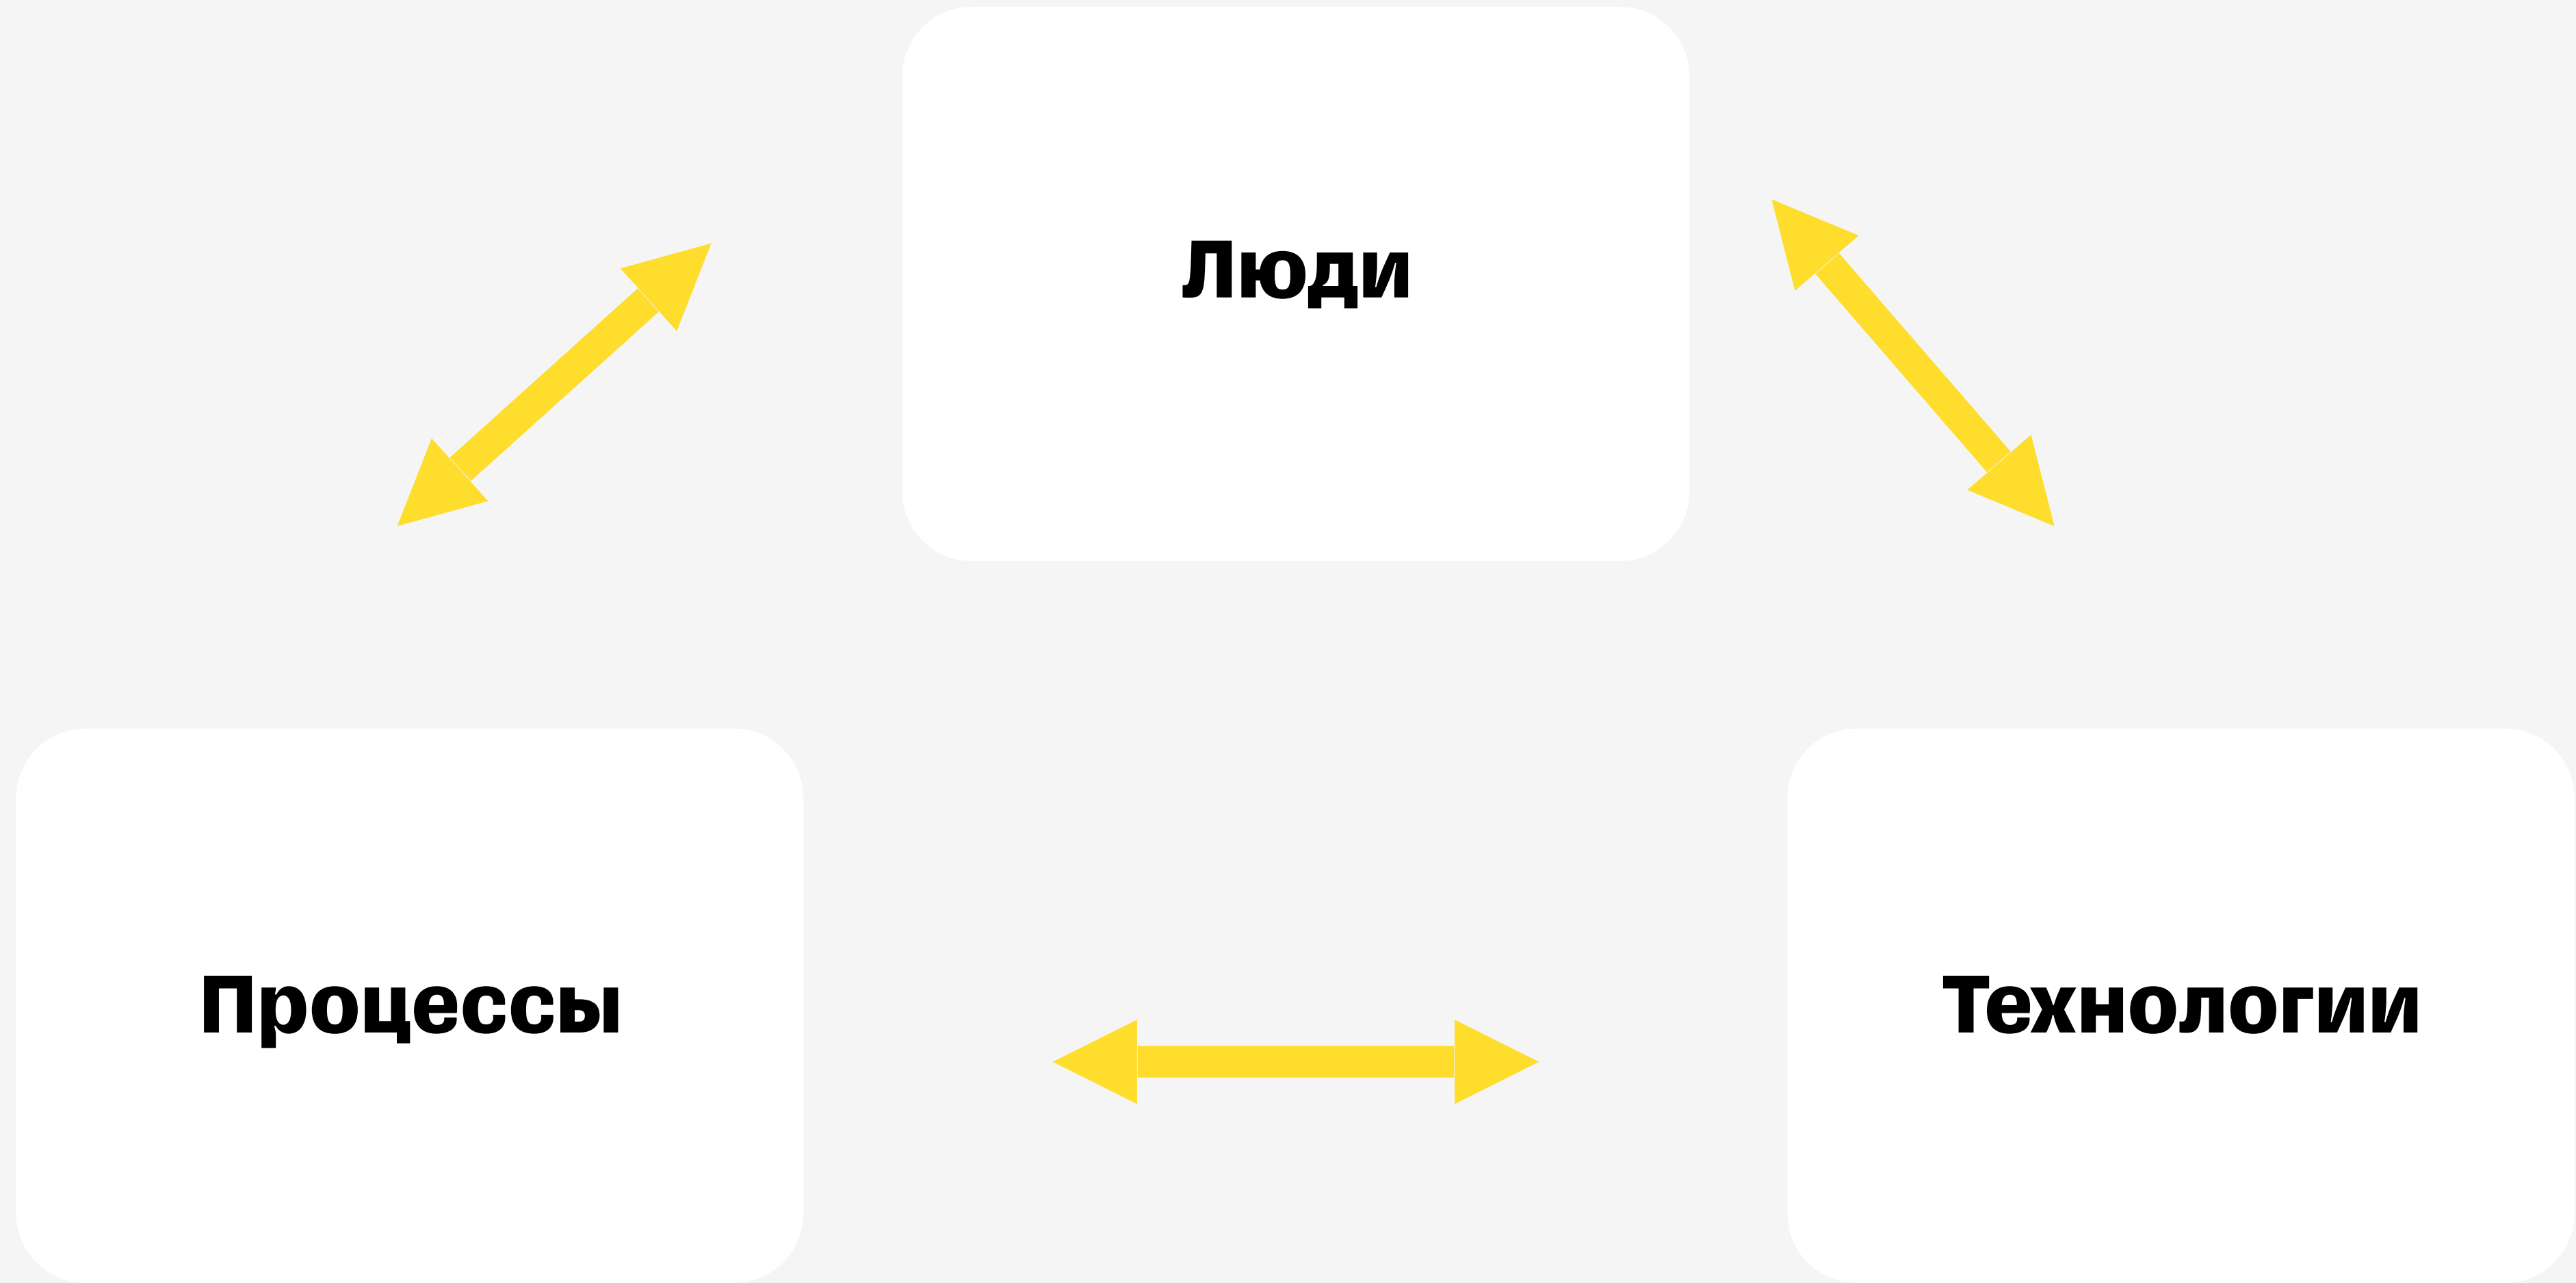 Люди
Процессы
Технологии